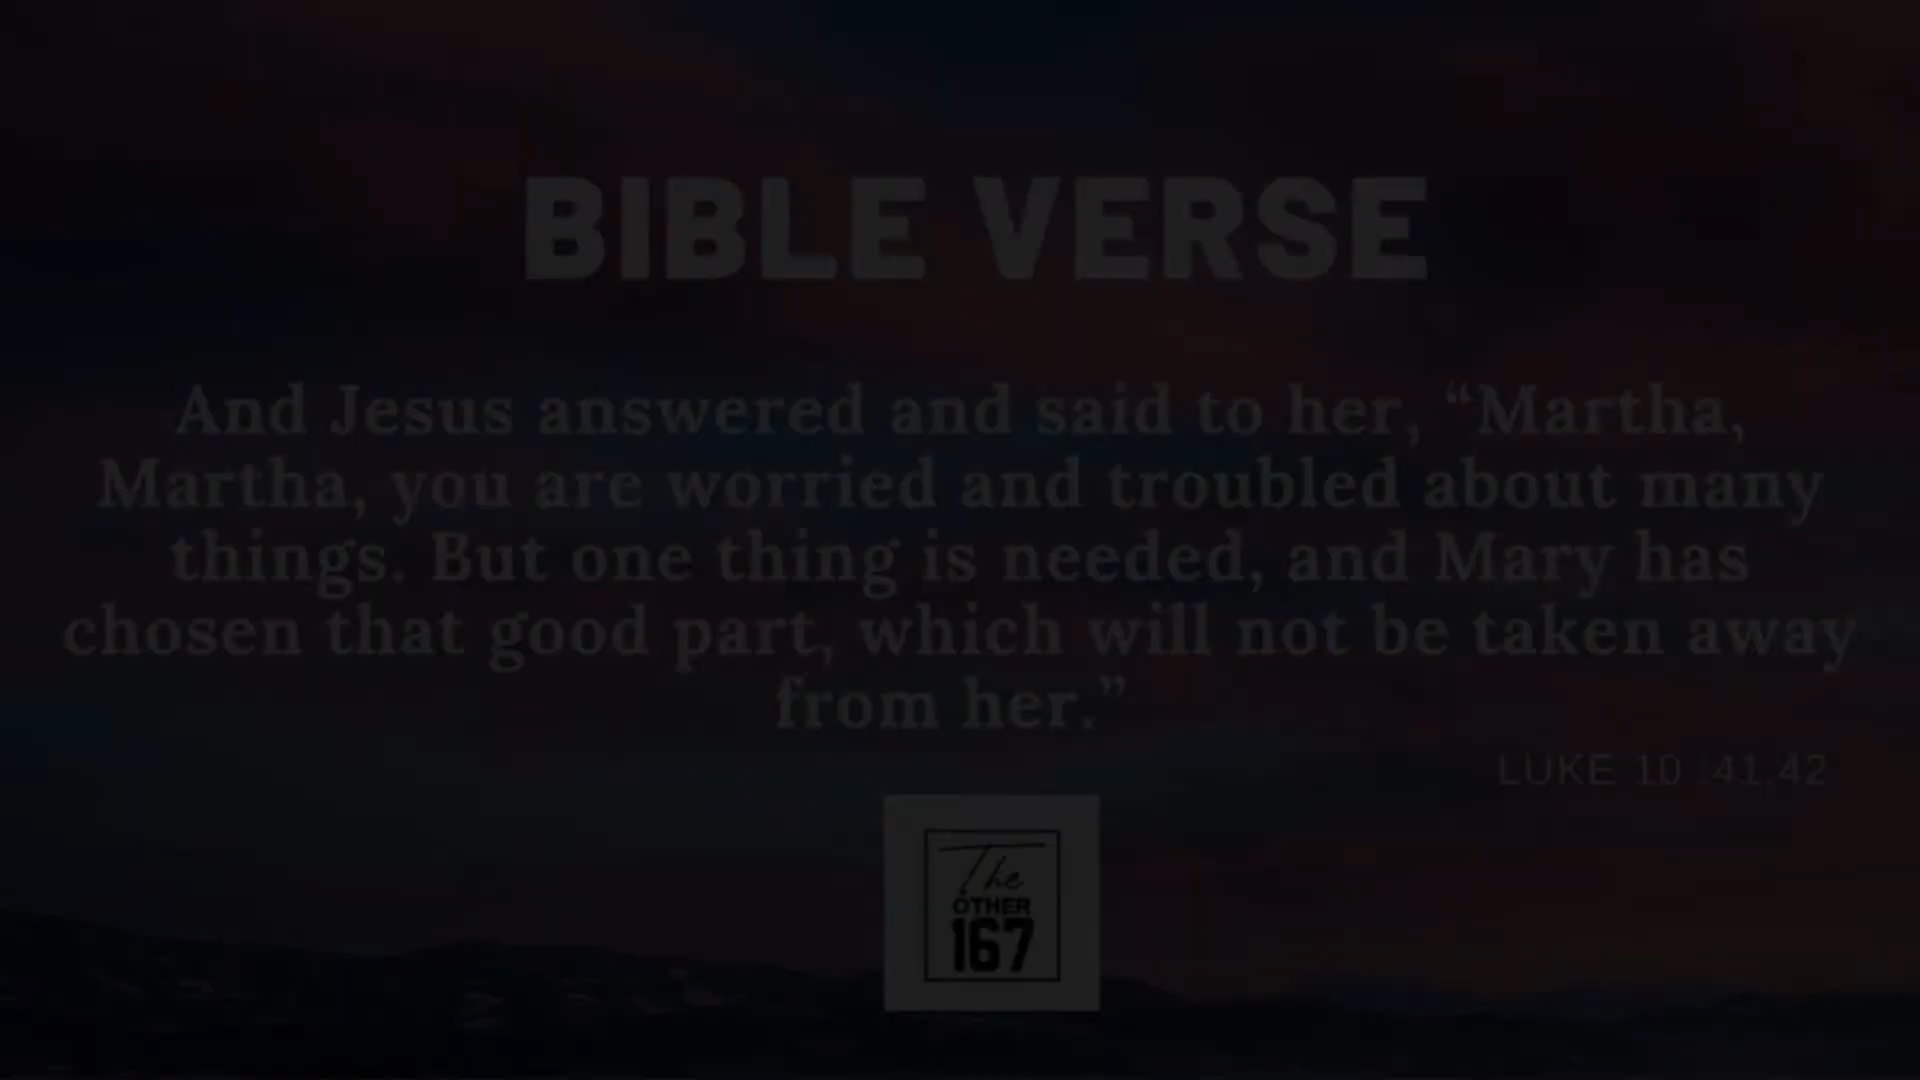 BIBLE VERSE
And Jesus answered and said to her, “Martha,
Martha, you are worried and troubled about many
things. But one thing is needed, and Mary has
chosen that good part, which will not be taken away
from her.”
LUKE 10 :41,42
The
OTHER
167